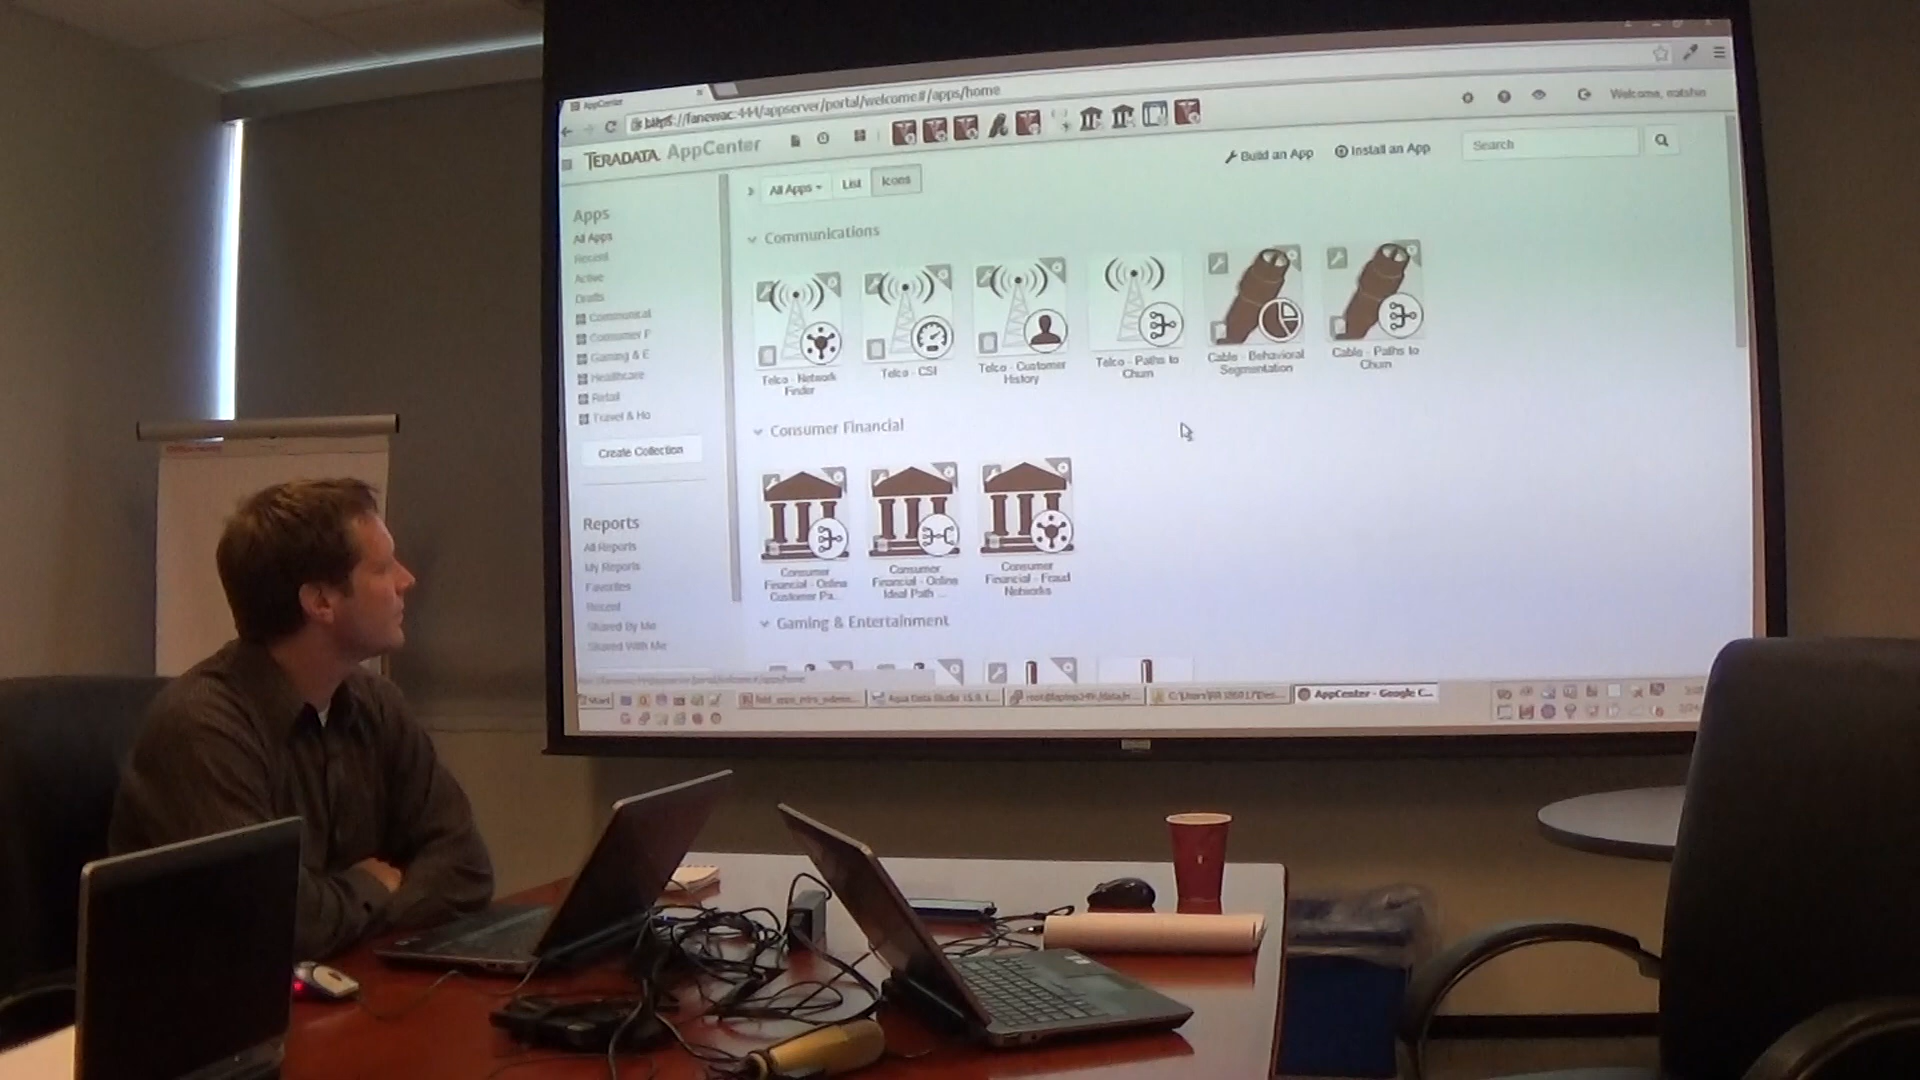 AppCenter
https://fanewac:444/appserver/portal/welcome#/apps/home
Welcome,
TERADATA AppCenter
Build an App
Install an App
Search
All Apps
List
Icons
Apps
All Apps
Recent
Active
Drafts
Communicat
Consumer F
Gaming & E
Healthcare
Retail
Travel & Ho
Create Collection
Reports
All Reports
My Reports
Favorites
Recent
Shared By Me
Shared With Me
Communications
Telco - Network
Finder
Telco - CSI
Telco - Customer
History
Telco - Paths to
Churn
Cable - Behavioral
Segmentation
Cable - Paths to
Churn
Consumer Financial
Consumer
Financial - Online
Customer Pa...
Consumer
Financial - Online
Ideal Path ...
Consumer
Financial - Fraud
Networks
Gaming & Entertainment
Start
Aqua Data Studio
AppCenter - Google C...